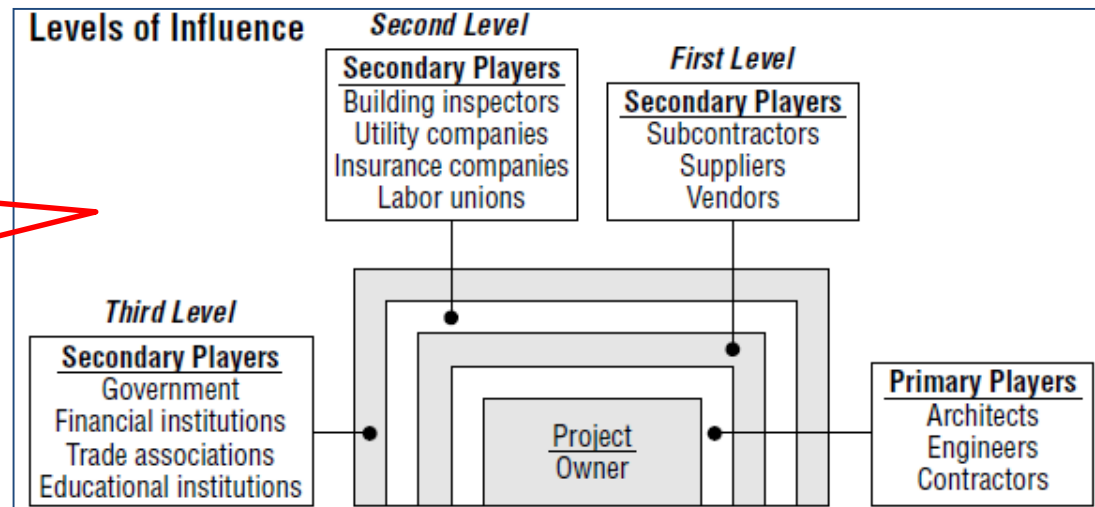 Levels of Influence
Second Level
Secondary Players
Building inspectors
Utility companies
Insurance companies
Labor unions
First Level
Secondary Players
Subcontractors
Suppliers
Vendors
Third Level
Secondary Players
Government
Financial institutions
Trade associations
Educational institutions
Project
Owner
Primary Players
Architects
Engineers
Contractors